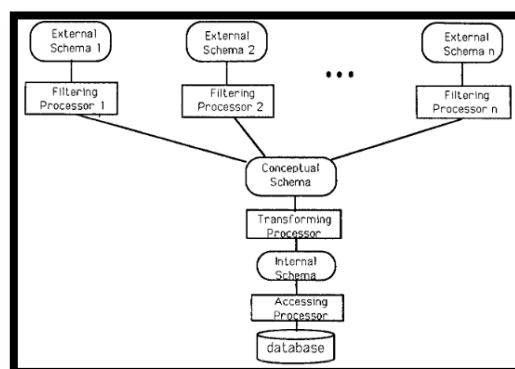 External
Schema 1
External
Schema 2
External
Schema n
...
Filtering
Processor 1
Filtering
Processor 2
Filtering
Processor n
Conceptual
Schema
Transforming
Processor
Internal
Schema
Accessing
Processor
database